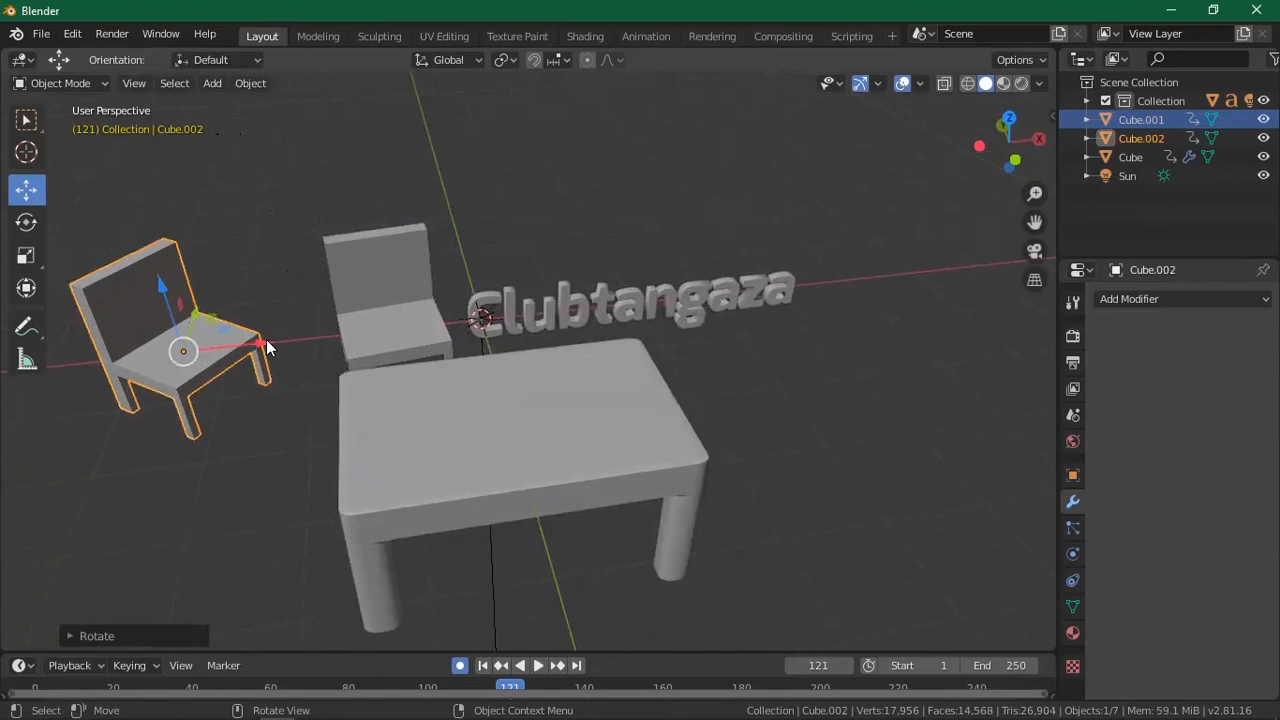 Blender
File Edit Render Window Help Layout Modeling Sculpting UV Editing Texture Paint Shading Animation Rendering Compositing Scripting + Scene View Layer
Orientation: Default Global Options
Object Mode View Select Add Object
User Perspective
(121) Collection | Cube.002
Z
X
Scene Collection
Collection
Cube.001
Cube.002
Cube
Sun
Cube.002
Add Modifier
Clubtangaza
Rotate
Playback Keying View Marker 121 Start 1 End 250
0 20 40 60 80 100 121 140 160 180 200 220 240
Select Move Rotate View Object Context Menu Collection | Cube.002 | Verts:17,956 | Faces:14,568 | Tris:26,904 | Objects:1/7 | Mem: 59.1 MiB | v2.81.16